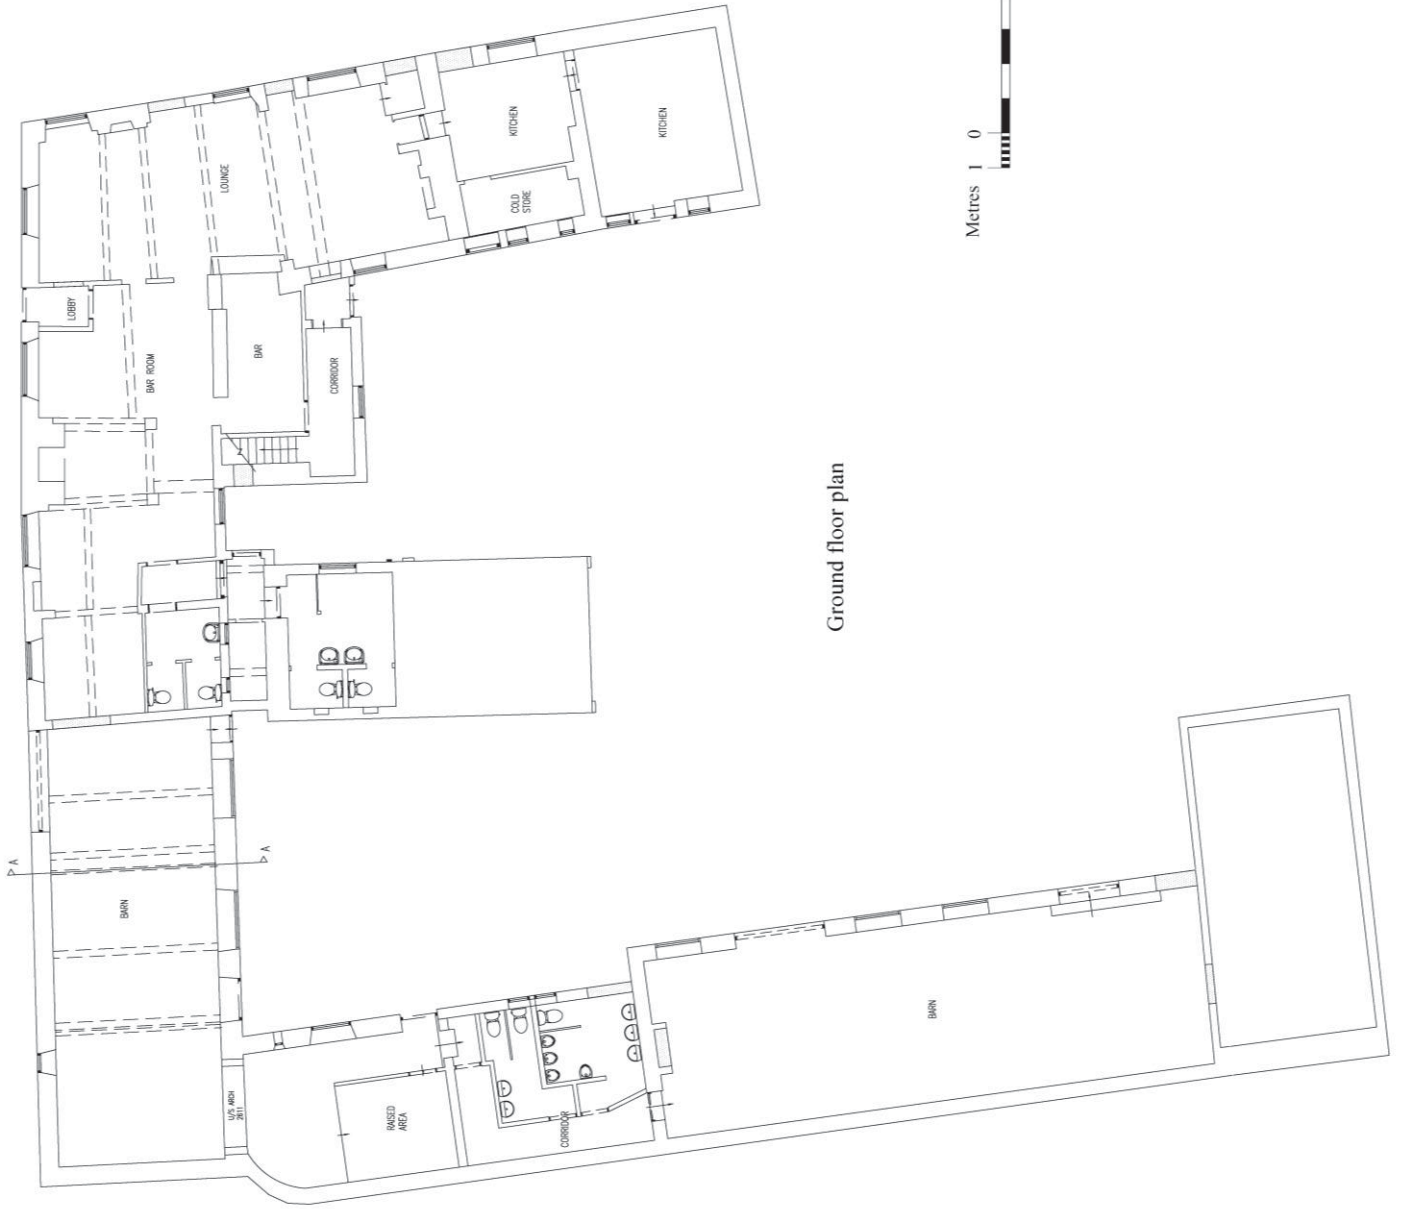 KITCHEN
KITCHEN
COLD
STORE
LOUNGE
LOBBY
BAR ROOM
BAR
CORRIDOR
A
A
BARN
U/S ARCH
2611
RAISED
AREA
CORRIDOR
BARN
Ground floor plan
Metres 1 0